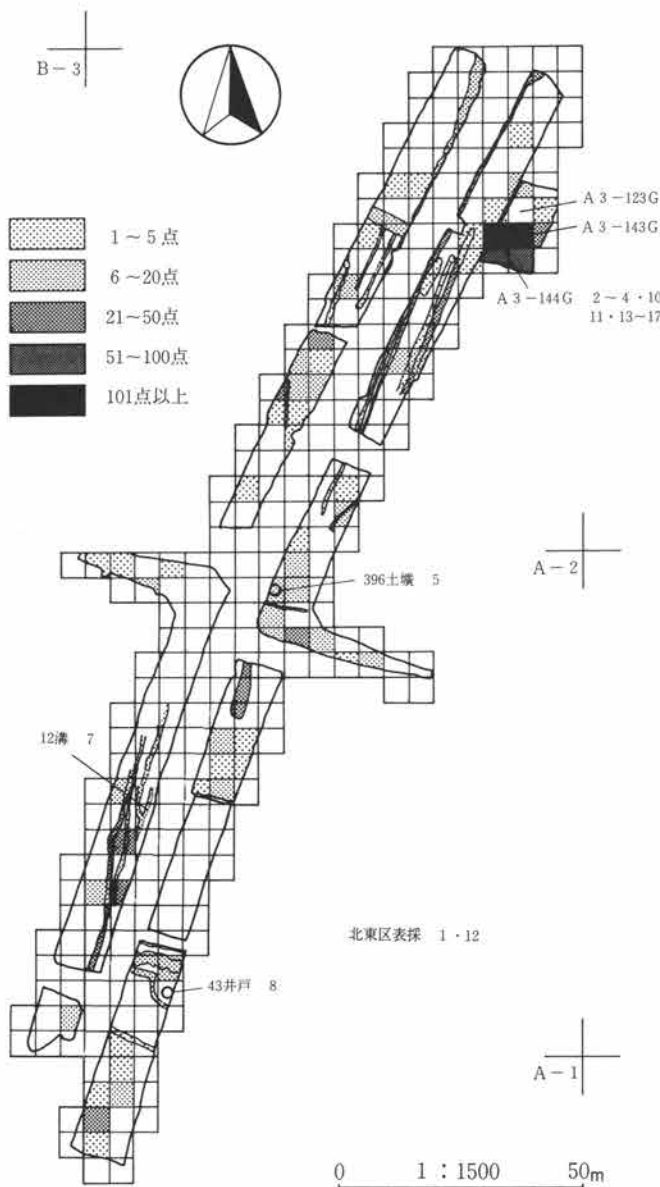 B-3
1~5点
6~20点
21~50点
51~100点
101点以上
A3-123G
A3-143G
A3-144G 2~4・10
11・13~17
A-2
396土壙 5
12溝 7
北東区表採 1・12
43井戸 8
A-1
0 1:1500 50m